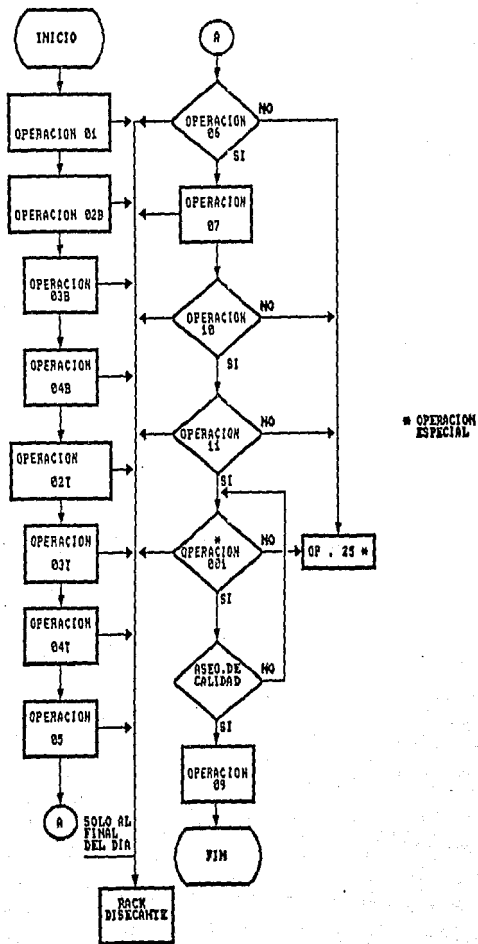 INICIO
OPERACION 01
OPERACION 02B
OPERACION
03B
OPERACION
04B
OPERACION
02T
OPERACION
03T
OPERACION
04T
OPERACION
05
A
SOLO AL
FINAL
DEL DIA
RACK
DISECANTE
A
OPERACION
06
NO
SI
OPERACION
07
OPERACION
10
NO
SI
OPERACION
11
NO
SI
*
OPERACION
001
NO
SI
OP . 25 *
ASEG.DE
CALIDAD
NO
SI
OPERACION
09
FIN
* OPERACION
ESPECIAL